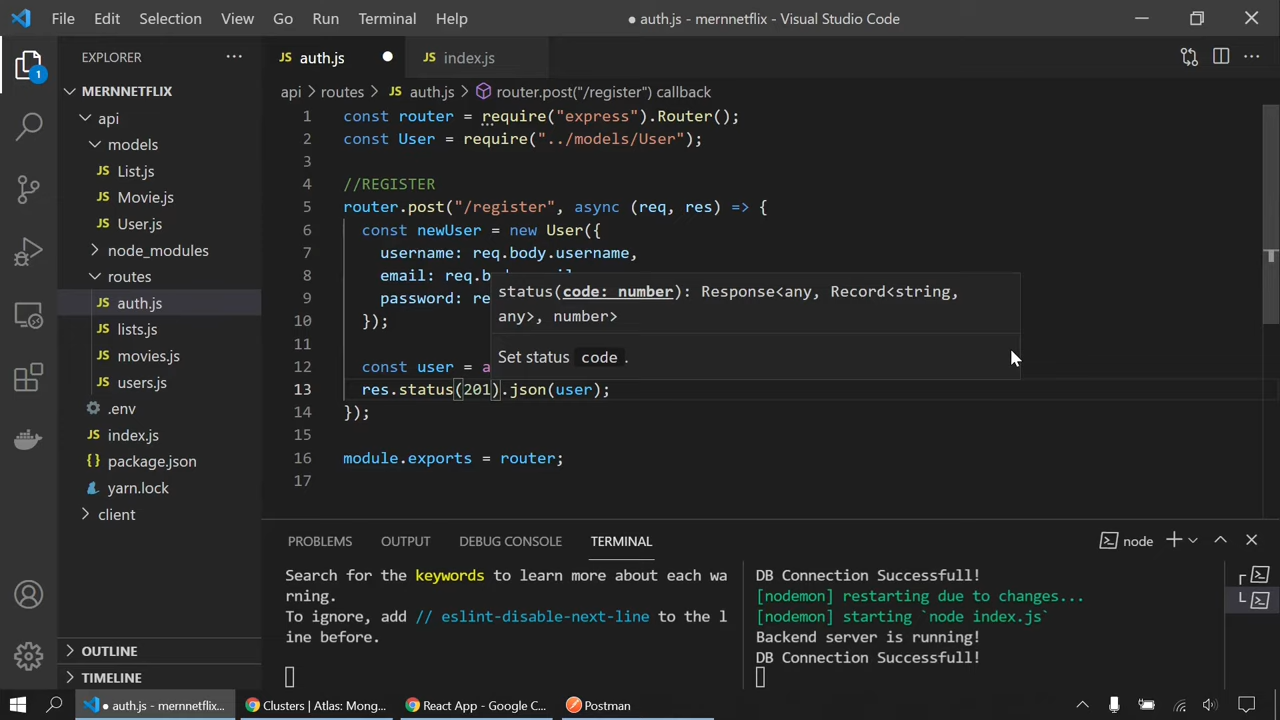 File Edit Selection View Go Run Terminal Help
● auth.js - mernnetflix - Visual Studio Code
EXPLORER
JS auth.js
JS index.js
1
MERNNETFLIX
api
models
JS List.js
JS Movie.js
JS User.js
node_modules
routes
JS auth.js
JS lists.js
JS movies.js
JS users.js
.env
JS index.js
{} package.json
yarn.lock
client
OUTLINE
TIMELINE
api > routes > JS auth.js > router.post("/register") callback
1 const router = require("express").Router();
2 const User = require("../models/User");
3
4 //REGISTER
5 router.post("/register", async (req, res) => {
6 const newUser = new User({
7 username: req.body.username,
8 email: req.b
9 password: re
10 });
11
12 const user = a
13 res.status(201).json(user);
14 });
15
16 module.exports = router;
17
status(code: number): Response<any, Record<string,
any>, number>
Set status code .
PROBLEMS OUTPUT DEBUG CONSOLE TERMINAL
node
Search for the keywords to learn more about each wa
rning.
To ignore, add // eslint-disable-next-line to the l
ine before.
DB Connection Successfull!
[nodemon] restarting due to changes...
[nodemon] starting `node index.js`
Backend server is running!
DB Connection Successfull!
● auth.js - mernnetflix...
Clusters | Atlas: Mong...
React App - Google C...
Postman